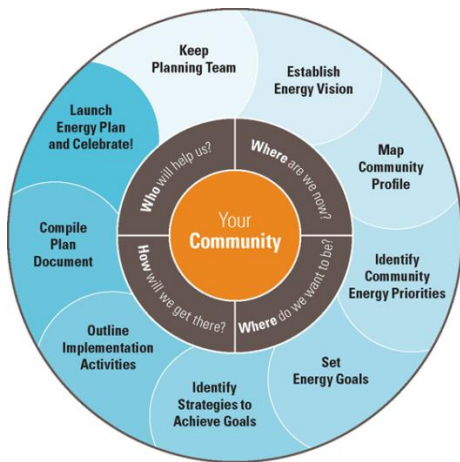 Keep
Planning Team
Establish
Energy Vision
Map
Community
Profile
Identify
Community
Energy Priorities
Set
Energy Goals
Identify
Strategies to
Achieve Goals
Outline
Implementation
Activities
Compile
Plan
Document
Launch
Energy Plan
and Celebrate!
Who will help us?
Where are we now?
Where do we want to be?
How will we get there?
Your
Community